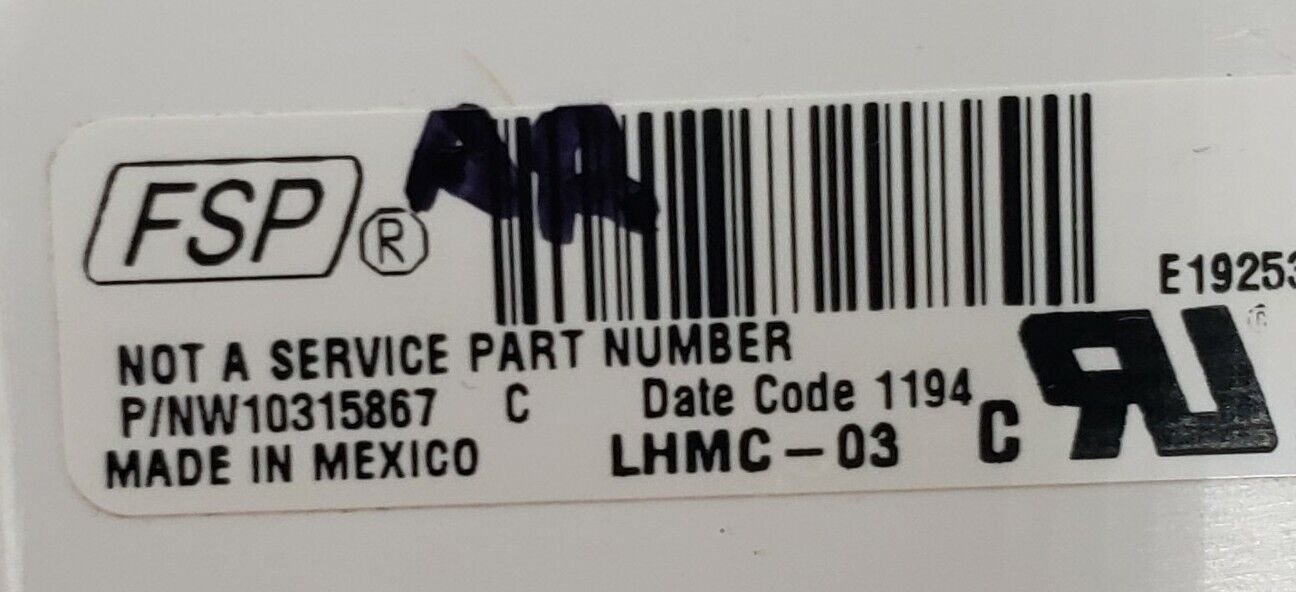 FSP®
E19253
NOT A SERVICE PART NUMBER
P/NW10315867 C Date Code 1194
MADE IN MEXICO LHMC-03 C